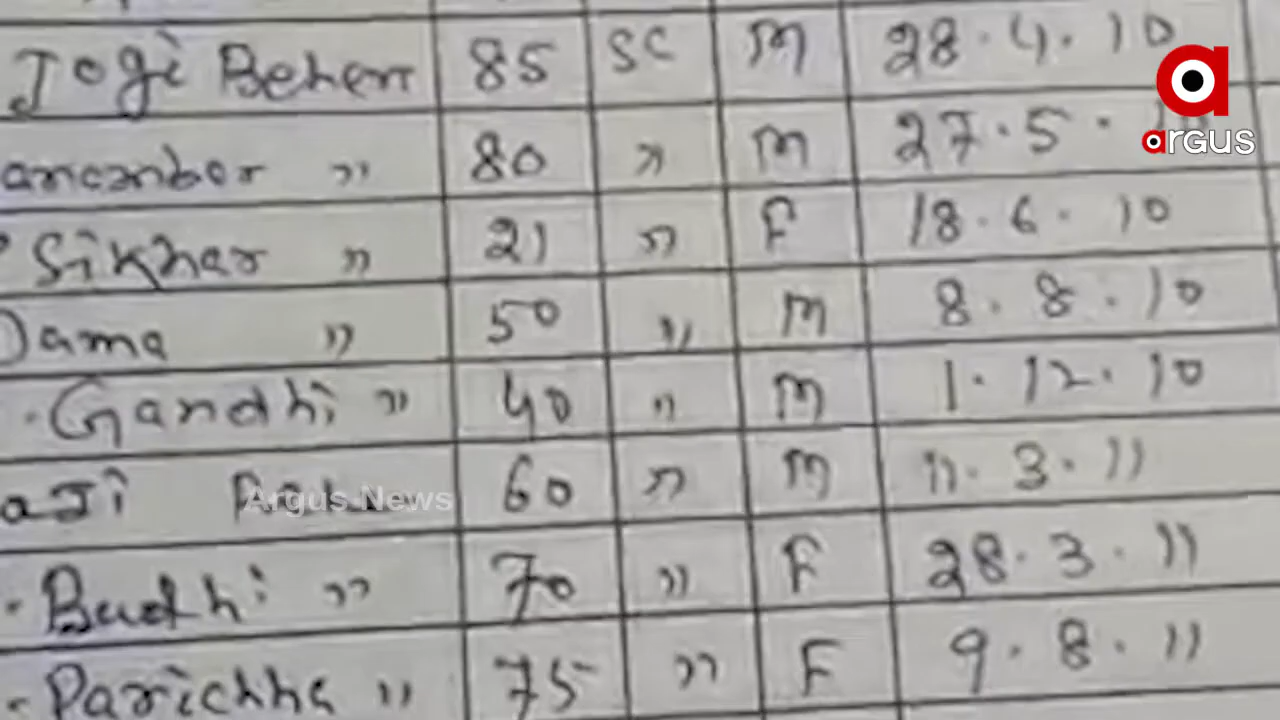 Jogi Behera 85 SC M 28.4.10
80 " M 27.5.
Sikhar " 21 " F 18.6.10
Dama " 50 " M 8.8.10
Gandhi " 40 " M 1.12.10
60 " M 11.3.11
Budhi " 70 " F 28.3.11
Parichha " 75 " F 9.8.11
argus
Argus News